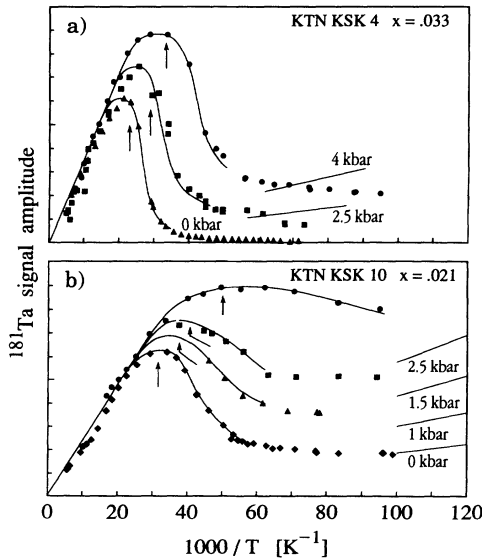 a) KTN KSK 4 x = .033
4 kbar
2.5 kbar
0 kbar
181Ta signal amplitude
b) KTN KSK 10 x = .021
2.5 kbar
1.5 kbar
1 kbar
0 kbar
0 20 40 60 80 100 120
1000 / T [K⁻¹]